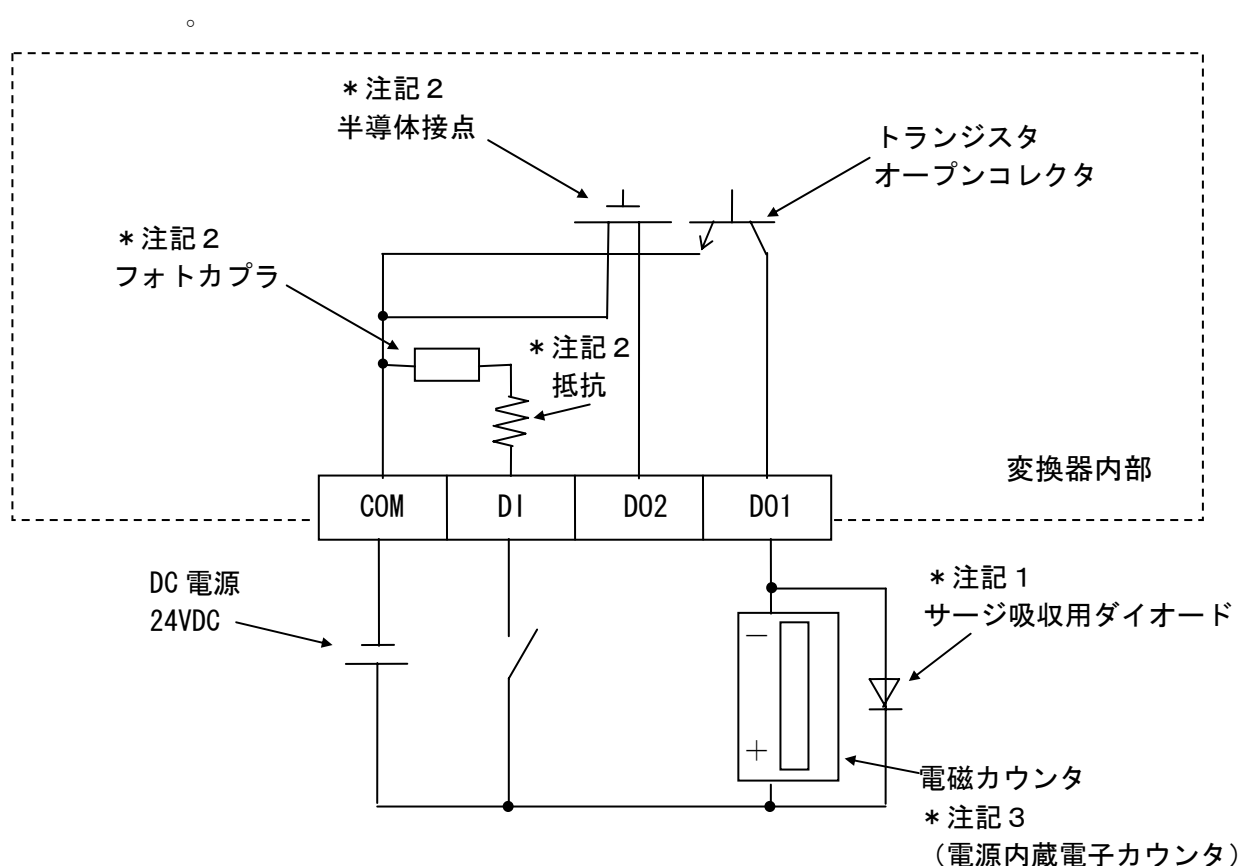 。
＊注記２
半導体接点
トランジスタ
オープンコレクタ
＊注記２
フォトカプラ
＊注記２
抵抗
変換器内部
COM
DI
DO2
DO1
DC 電源
24VDC
＊注記１
サージ吸収用ダイオード
－
＋
電磁カウンタ
＊注記３
（電源内蔵電子カウンタ）